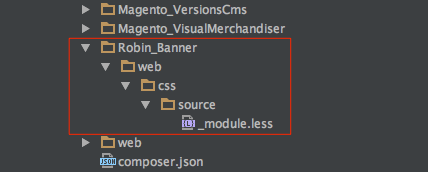 Magento_VersionsCms
Magento_VisualMerchandiser
Robin_Banner
web
css
source
_module.less
web
composer.json